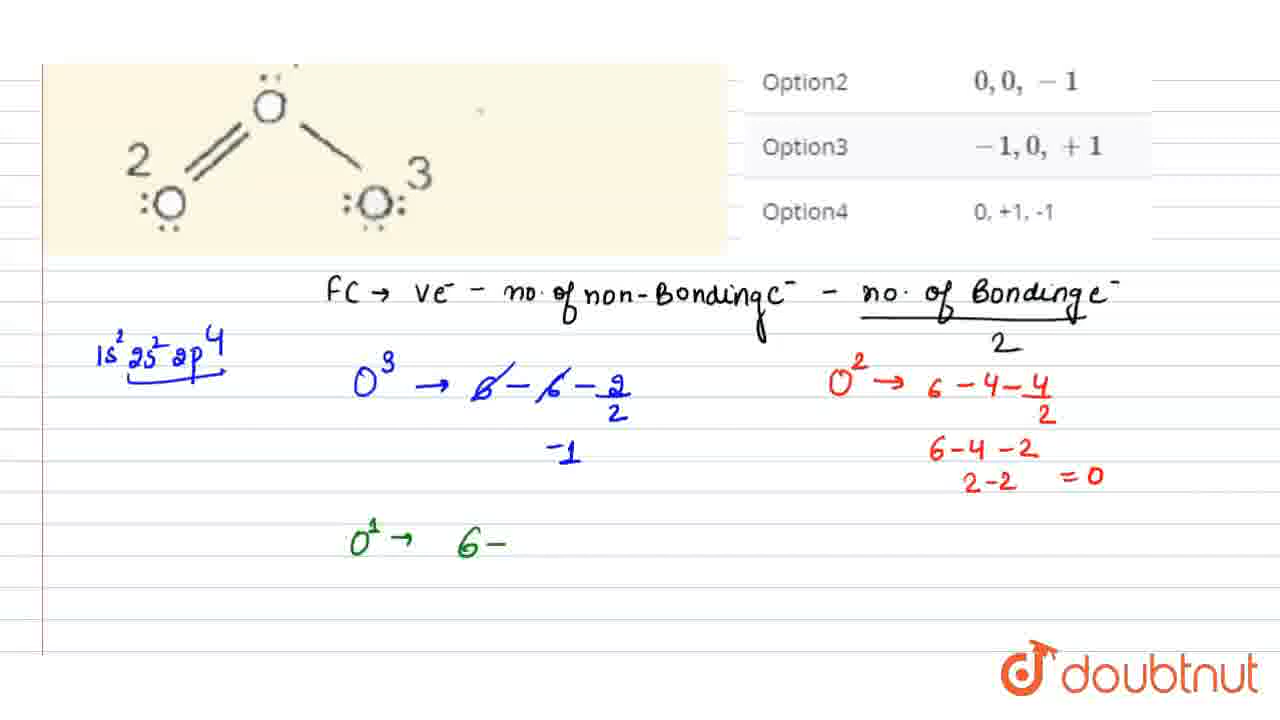 Option2 0, 0, −1
Option3 −1, 0, +1
Option4 0, +1, -1
O
2
:O
:O: 3
FC → Ve⁻ − no. of non-Bonding e⁻ − no. of Bonding e⁻
2
1s² 2s² 2p⁴
O³ → 6 − 6 − 2/2
-1
O² → 6 − 4 − 4/2
6 − 4 − 2
2 − 2 = 0
O¹ → 6 −
doubtnut